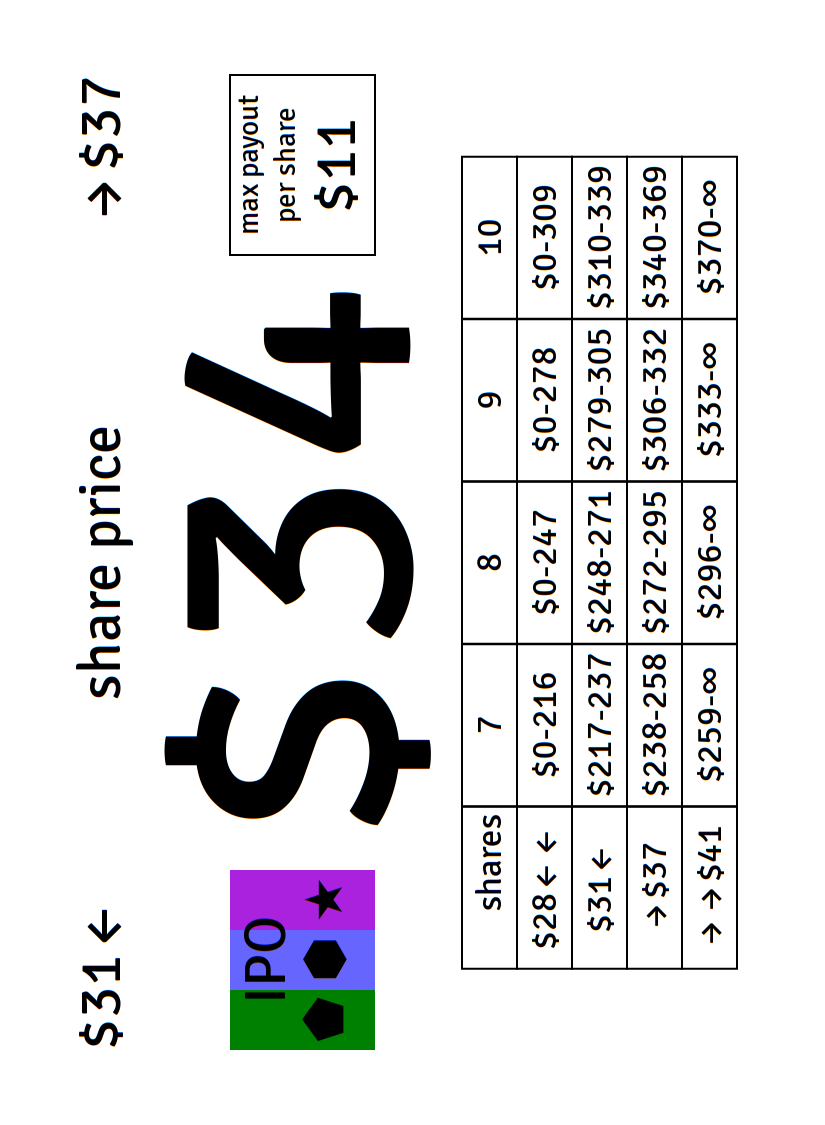 $31← share price →$37
IPO $34 max payout
per share
$11
shares 7 8 9 10
$28←← $0-216 $0-247 $0-278 $0-309
$31← $217-237 $248-271 $279-305 $310-339
→$37 $238-258 $272-295 $306-332 $340-369
→→$41 $259-∞ $296-∞ $333-∞ $370-∞